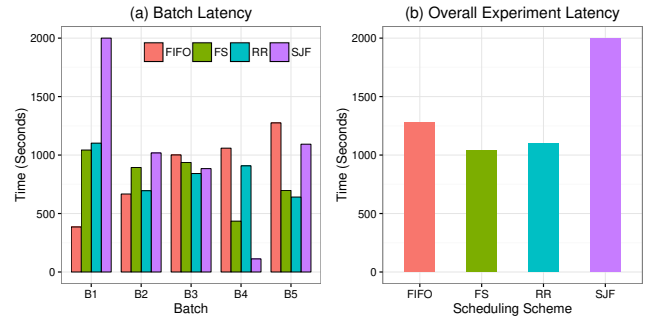 (a) Batch Latency
2000
1500
1000
500
0
Time (Seconds)
FIFO FS RR SJF
B1 B2 B3 B4 B5
Batch
(b) Overall Experiment Latency
2000
1500
1000
500
0
Time (Seconds)
FIFO FS RR SJF
Scheduling Scheme